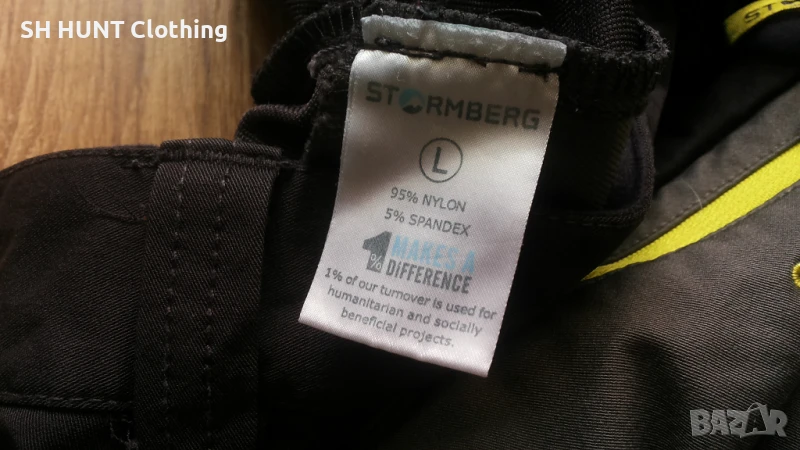 SH HUNT Clothing
STORMBERG
STORMBERG
L
95% NYLON
5% SPANDEX
1% MAKES A
DIFFERENCE
1% of our turnover is used for
humanitarian and socially
beneficial projects.
BAZAR